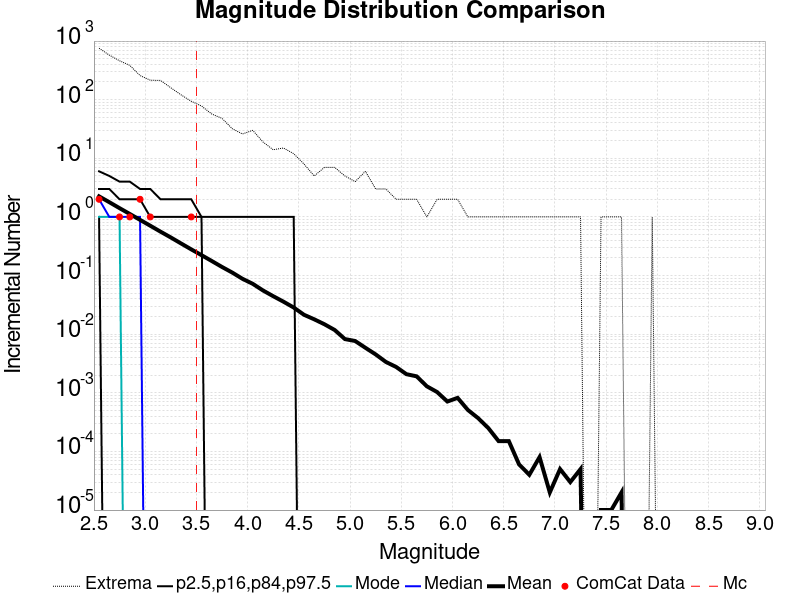 Magnitude Distribution Comparison
Incremental Number
10^3
10^2
10^1
10^0
10^-1
10^-2
10^-3
10^-4
10^-5
2.5 3.0 3.5 4.0 4.5 5.0 5.5 6.0 6.5 7.0 7.5 8.0 8.5 9.0
Magnitude
Extrema p2.5,p16,p84,p97.5 Mode Median Mean ComCat Data Mc